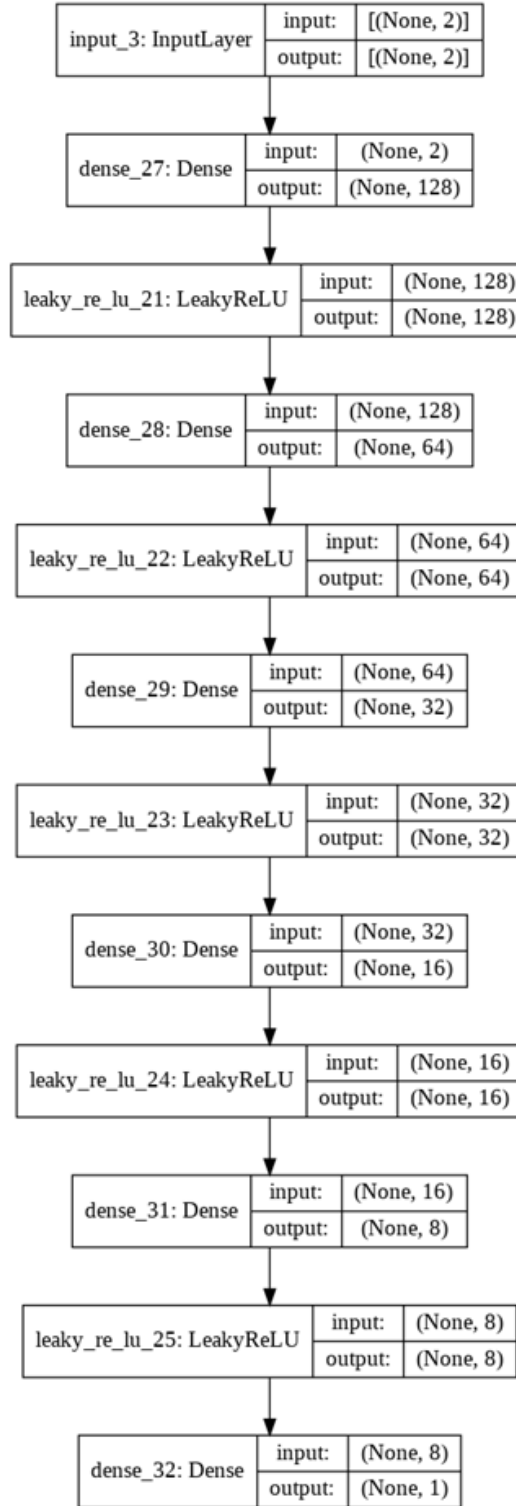 input_3: InputLayer
input: [(None, 2)]
output: [(None, 2)]
dense_27: Dense
input: (None, 2)
output: (None, 128)
leaky_re_lu_21: LeakyReLU
input: (None, 128)
output: (None, 128)
dense_28: Dense
input: (None, 128)
output: (None, 64)
leaky_re_lu_22: LeakyReLU
input: (None, 64)
output: (None, 64)
dense_29: Dense
input: (None, 64)
output: (None, 32)
leaky_re_lu_23: LeakyReLU
input: (None, 32)
output: (None, 32)
dense_30: Dense
input: (None, 32)
output: (None, 16)
leaky_re_lu_24: LeakyReLU
input: (None, 16)
output: (None, 16)
dense_31: Dense
input: (None, 16)
output: (None, 8)
leaky_re_lu_25: LeakyReLU
input: (None, 8)
output: (None, 8)
dense_32: Dense
input: (None, 8)
output: (None, 1)